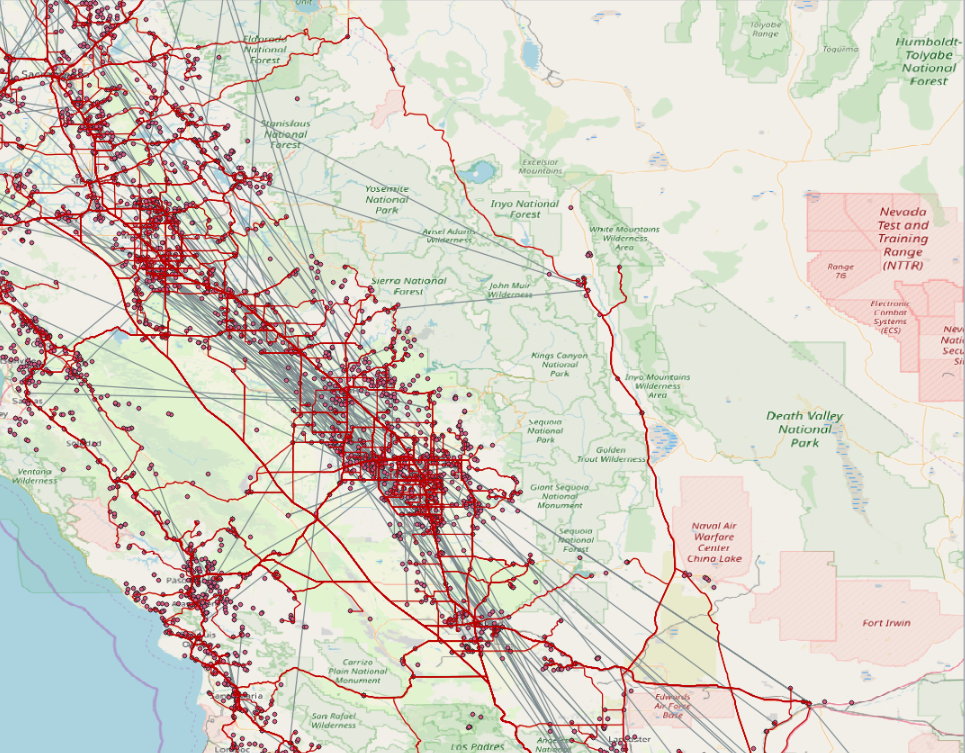 Unit
Eldorado
National
Forest
Toiyabe
Range
Toquima
Humboldt-
Toiyabe
National
Forest
Stanislaus
National
Forest
Excelsior
Mountains
Yosemite
National
Park
Inyo National
Forest
Ansel Adams
Wilderness
White Mountains
Wilderness
Area
Nevada
Test and
Training
Range
(NTTR)
Range
76
Sierra National
Forest
John Muir
Wilderness
Electronic
Combat
Systems
(ECS)
Kings Canyon
National
Park
Inyo Mountains
Wilderness
Area
Death Valley
National
Park
Sequoia
National
Park
Soledad
Golden
Trout Wilderness
Ventana
Wilderness
Giant Sequoia
National
Monument
Naval Air
Warfare
Center
China Lake
Sequoia
National
Forest
Fort Irwin
Carrizo
Plain National
Monument
Edwards
Air Force
Base
San Rafael
Wilderness
Los Padres
Lancaster